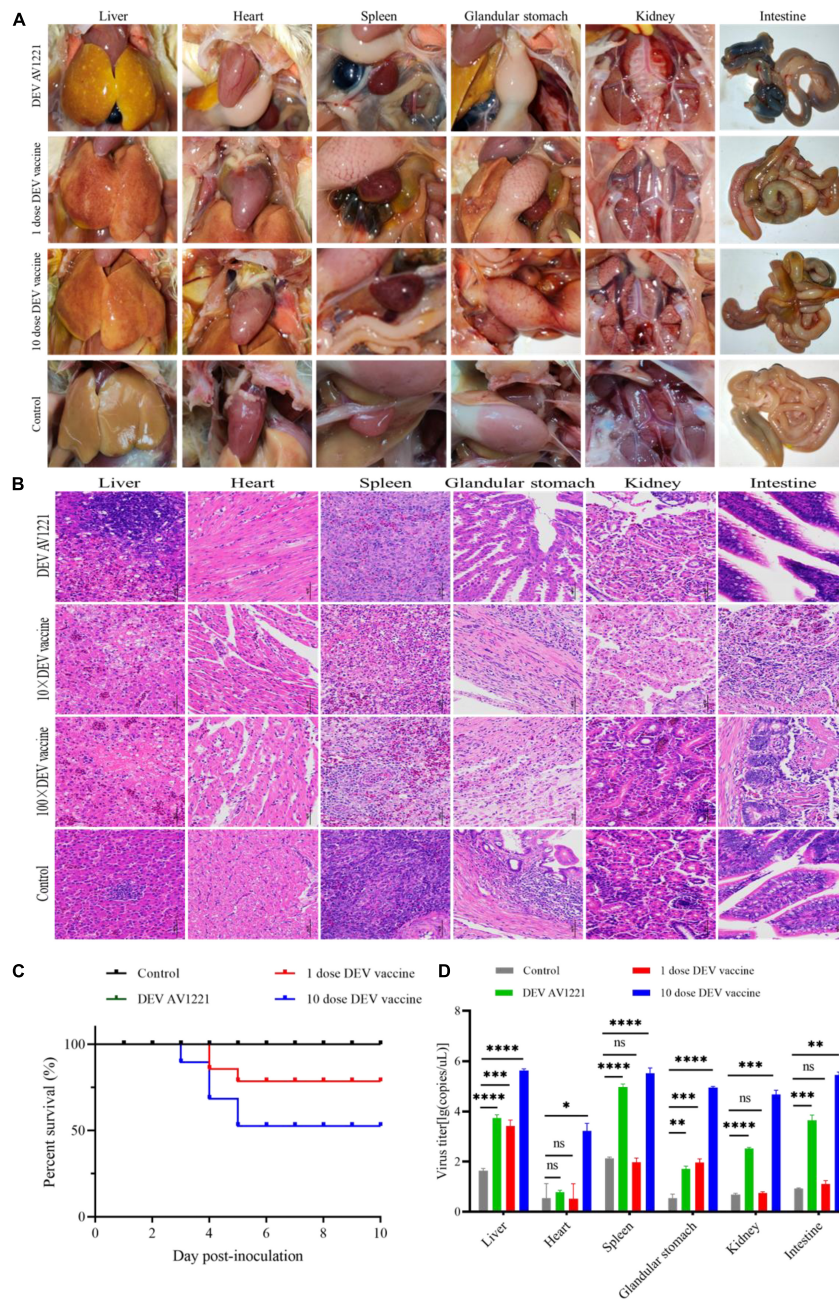 A
Liver Heart Spleen Glandular stomach Kidney Intestine
DEV AV1221
1 dose DEV vaccine
10 dose DEV vaccine
Control
B
Liver Heart Spleen Glandular stomach Kidney Intestine
DEV AV1221
10×DEV vaccine
100×DEV vaccine
Control
C
Control 1 dose DEV vaccine
DEV AV1221 10 dose DEV vaccine
Percent survival (%)
100
50
0
0 2 4 6 8 10
Day post-inoculation
D
Control 1 dose DEV vaccine
DEV AV1221 10 dose DEV vaccine
Virus titer[lg(copies/uL)]
8
6
4
2
0
****
***
****
*
ns
ns
****
ns
****
****
***
**
***
ns
****
**
ns
***
Liver
Heart
Spleen
Glandular stomach
Kidney
Intestine